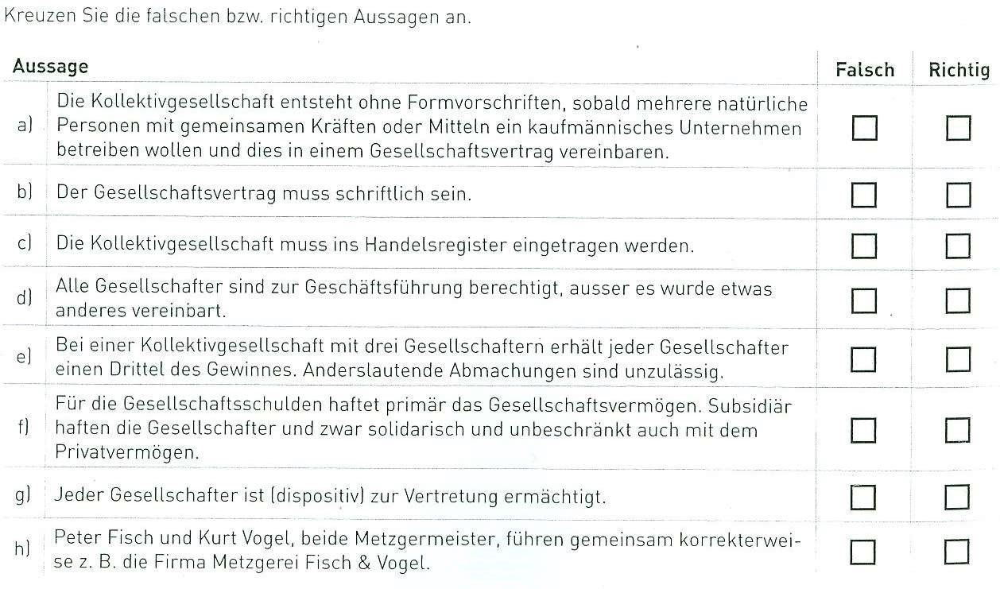 Kreuzen Sie die falschen bzw. richtigen Aussagen an.
Aussage Falsch Richtig
a) Die Kollektivgesellschaft entsteht ohne Formvorschriften, sobald mehrere natürliche
Personen mit gemeinsamen Kräften oder Mitteln ein kaufmännisches Unternehmen
betreiben wollen und dies in einem Gesellschaftsvertrag vereinbaren.
b) Der Gesellschaftsvertrag muss schriftlich sein.
c) Die Kollektivgesellschaft muss ins Handelsregister eingetragen werden.
d) Alle Gesellschafter sind zur Geschäftsführung berechtigt, ausser es wurde etwas
anderes vereinbart.
e) Bei einer Kollektivgesellschaft mit drei Gesellschaftern erhält jeder Gesellschafter
einen Drittel des Gewinnes. Anderslautende Abmachungen sind unzulässig.
f) Für die Gesellschaftsschulden haftet primär das Gesellschaftsvermögen. Subsidiär
haften die Gesellschafter und zwar solidarisch und unbeschränkt auch mit dem
Privatvermögen.
g) Jeder Gesellschafter ist (dispositiv) zur Vertretung ermächtigt.
h) Peter Fisch und Kurt Vogel, beide Metzgermeister, führen gemeinsam korrekterwei-
se z. B. die Firma Metzgerei Fisch & Vogel.